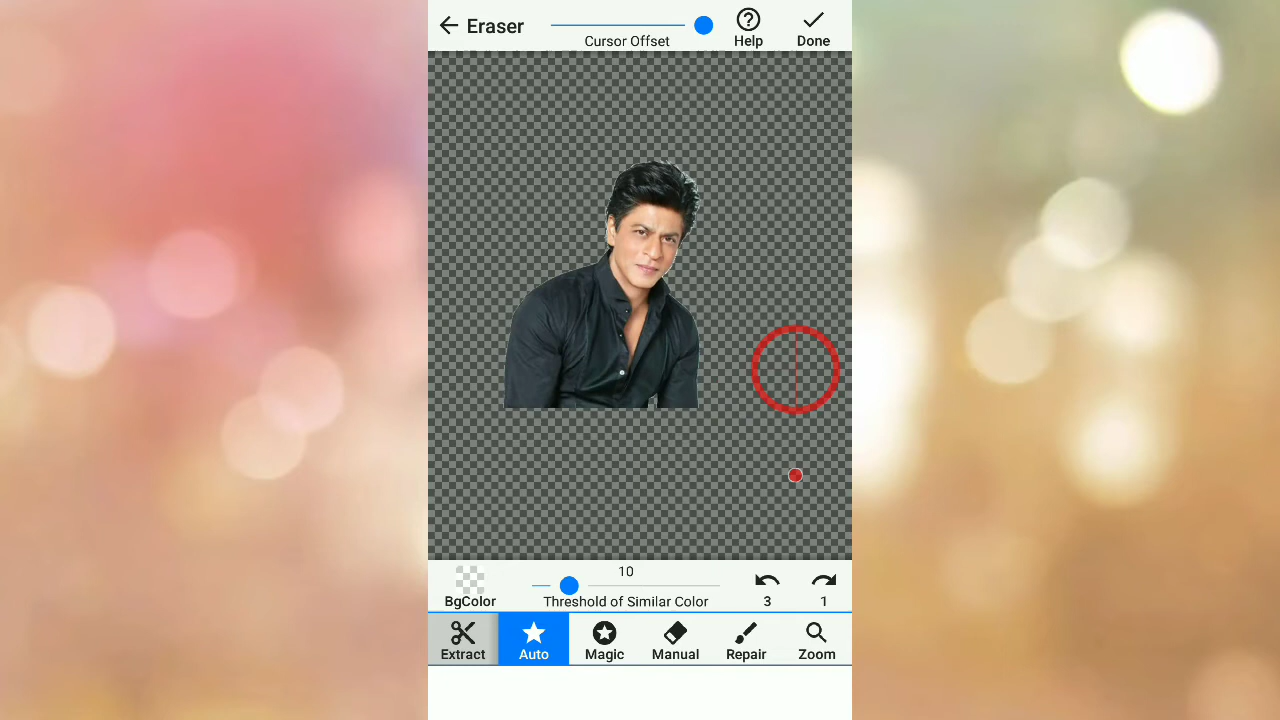 Eraser
Cursor Offset
Help
Done
BgColor
10
Threshold of Similar Color
3
1
Extract
Auto
Magic
Manual
Repair
Zoom